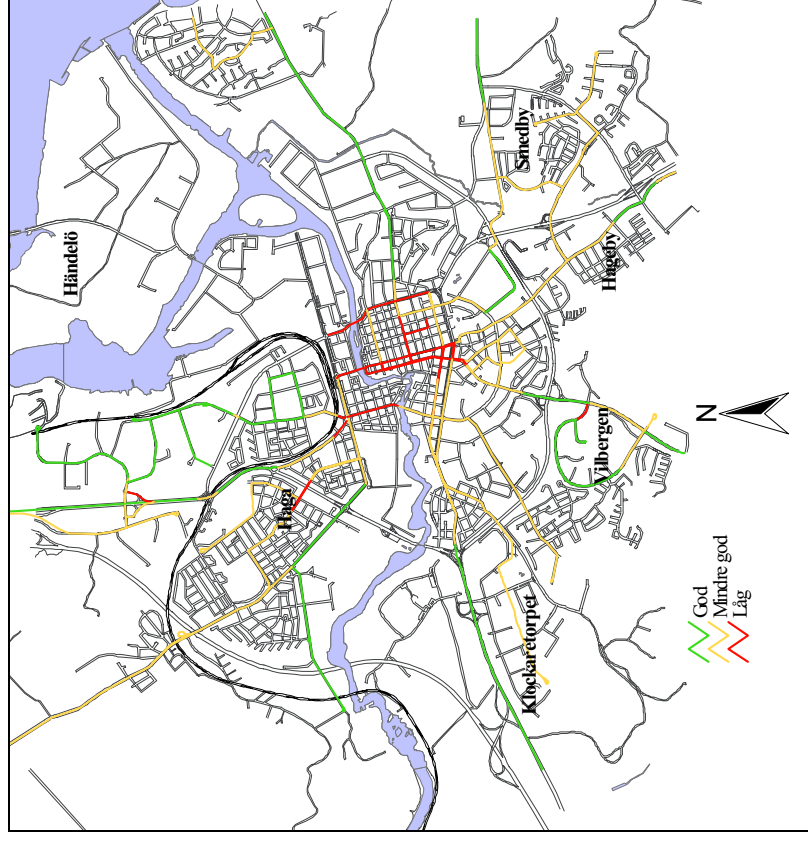 Händelö
Smedby
Hageby
Haga
Vilbergen
N
Klockaretorpet
God
Mindre god
Låg